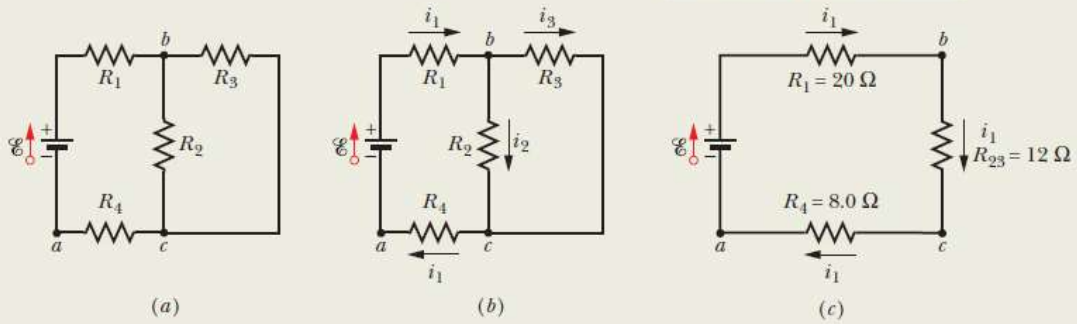 b
R₁
R₃
ℰ
+
−
R₂
R₄
a
c
(a)
i₁
i₃
b
R₁
R₃
ℰ
+
−
R₂
i₂
R₄
a
c
i₁
(b)
i₁
b
R₁ = 20 Ω
ℰ
+
−
i₁
R₂₃ = 12 Ω
R₄ = 8.0 Ω
a
c
i₁
(c)